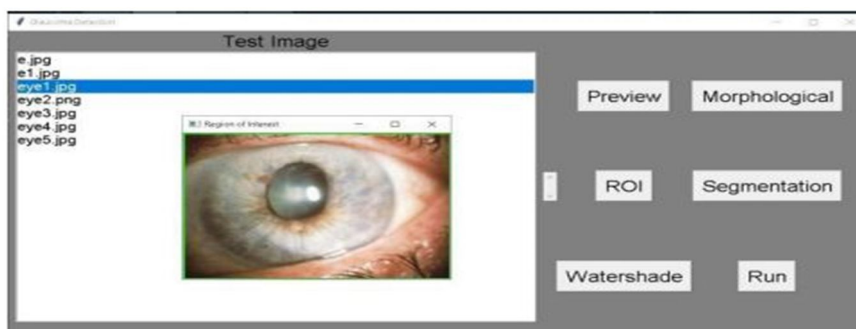 Glaucoma Detection
Test Image
e.jpg
e1.jpg
eye1.jpg
eye2.png
eye3.jpg
eye4.jpg
eye5.jpg
Region of Interest
Preview
Morphological
ROI
Segmentation
Watershade
Run